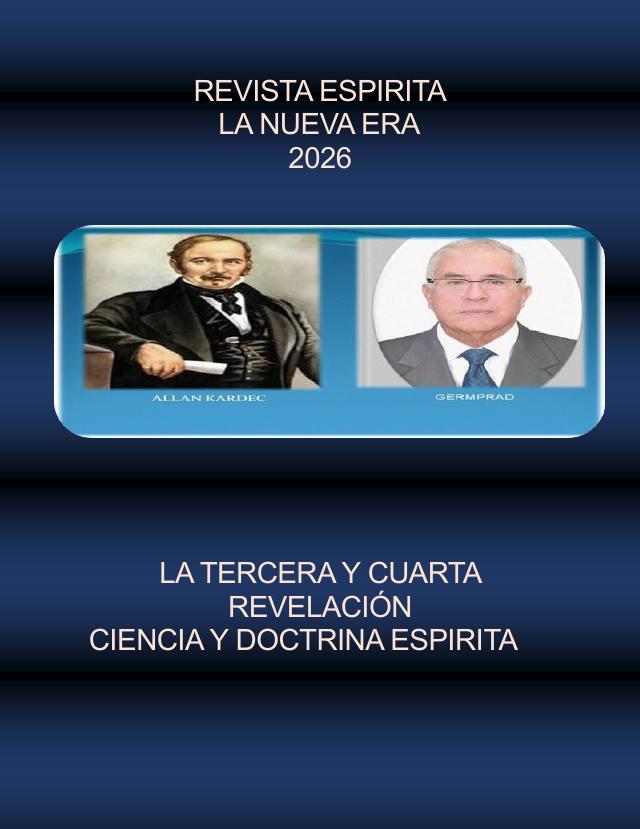 REVISTA ESPIRITA
LA NUEVA ERA
2026
ALLAN KARDEC
GERMPRAD
LA TERCERA Y CUARTA
REVELACIÓN
CIENCIA Y DOCTRINA ESPIRITA